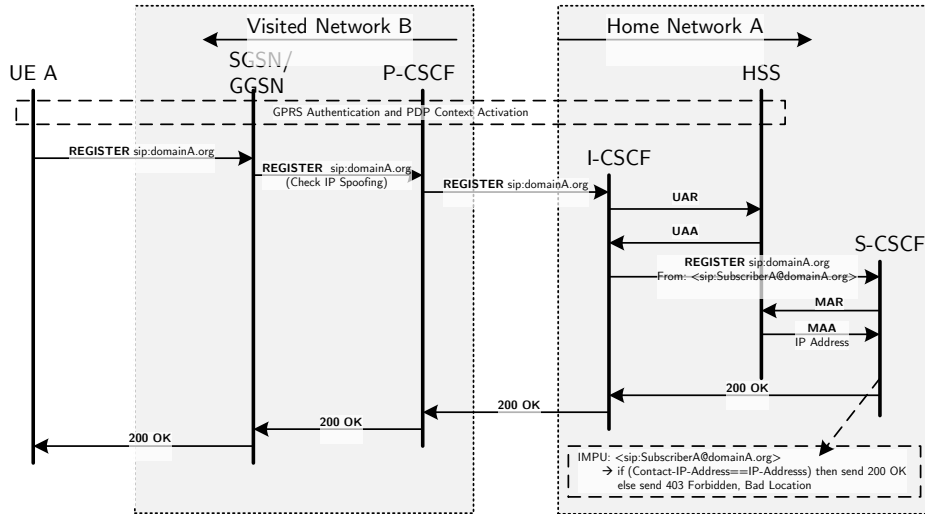 Visited Network B
Home Network A
UE A
SGSN/
GGSN
P-CSCF
HSS
GPRS Authentication and PDP Context Activation
REGISTER sip:domainA.org
REGISTER sip:domainA.org
(Check IP Spoofing)
REGISTER sip:domainA.org
I-CSCF
UAR
UAA
S-CSCF
REGISTER sip:domainA.org
From: <sip:SubscriberA@domainA.org>
MAR
MAA
IP Address
200 OK
200 OK
200 OK
200 OK
IMPU: <sip:SubscriberA@domainA.org>
→ if (Contact-IP-Address==IP-Addresss) then send 200 OK
else send 403 Forbidden, Bad Location